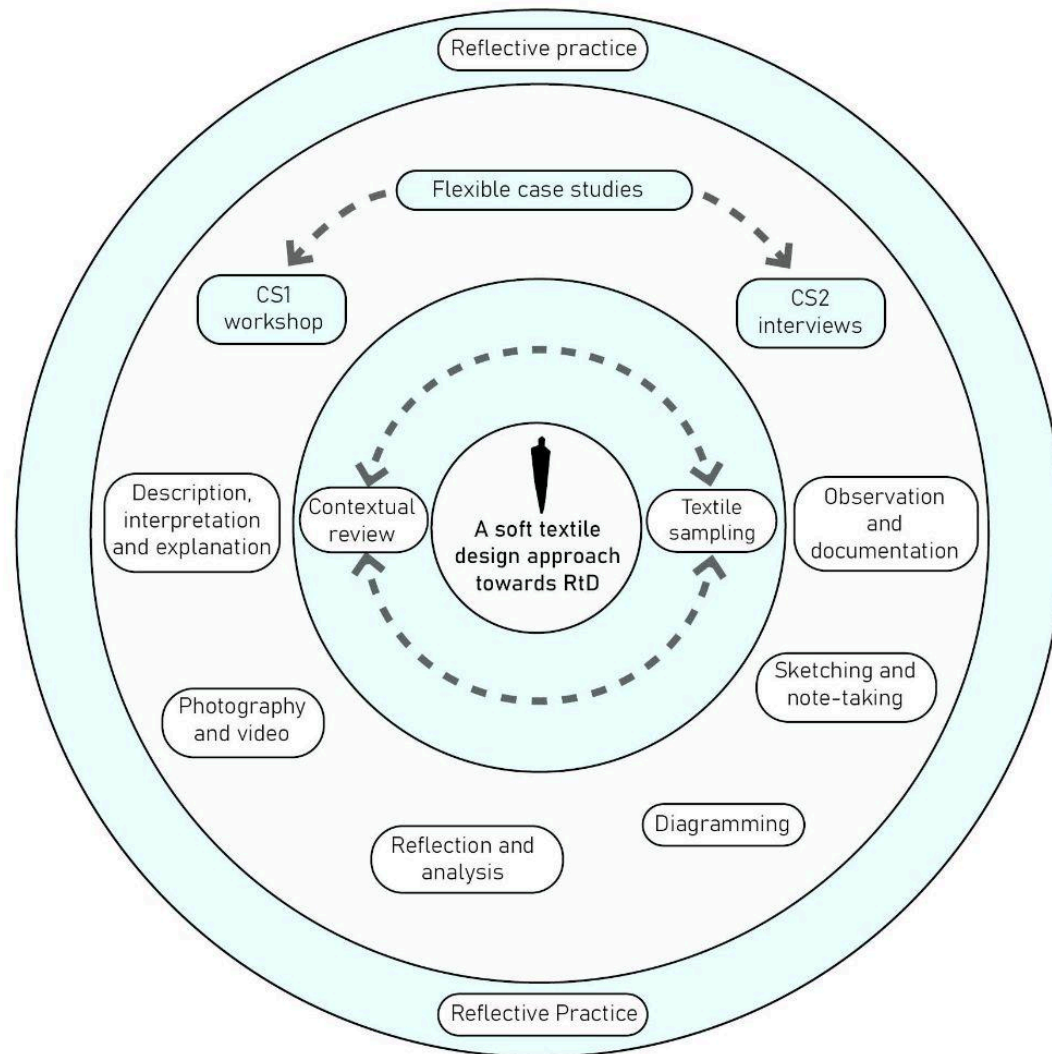 Reflective practice
Flexible case studies
CS1
workshop
CS2
interviews
Description,
interpretation
and explanation
Contextual
review
A soft textile
design approach
towards RtD
Textile
sampling
Observation
and
documentation
Photography
and video
Sketching and
note-taking
Reflection and
analysis
Diagramming
Reflective Practice